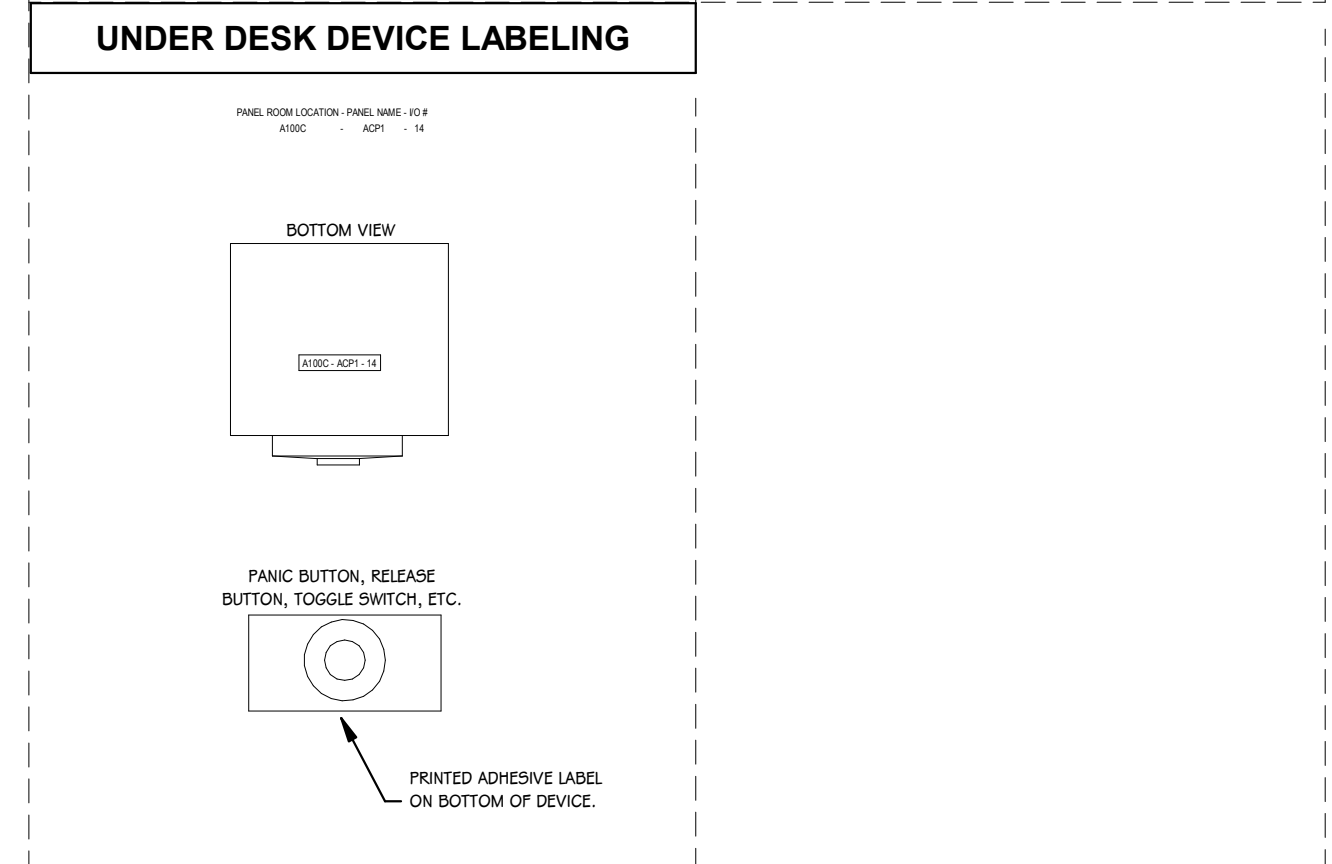 UNDER DESK DEVICE LABELING
PANEL ROOM LOCATION - PANEL NAME - I/O #
A100C - ACP1 - 14
BOTTOM VIEW
A100C - ACP1 - 14
PANIC BUTTON, RELEASE
BUTTON, TOGGLE SWITCH, ETC.
PRINTED ADHESIVE LABEL
ON BOTTOM OF DEVICE.